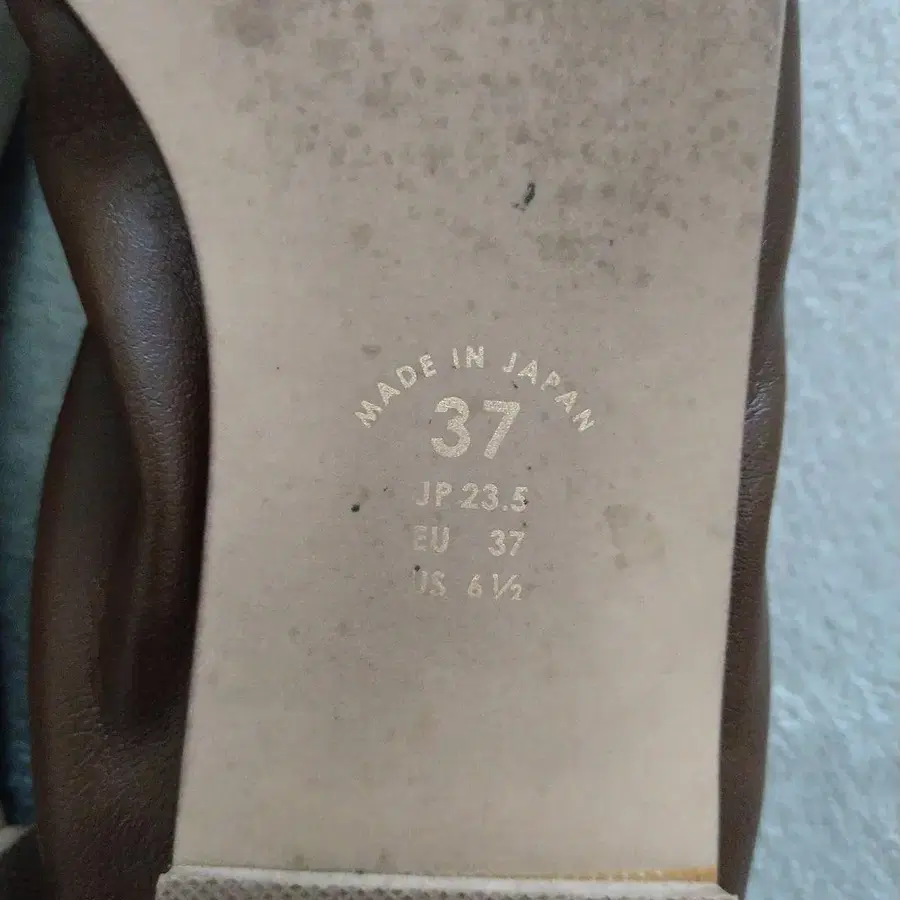 MADE IN JAPAN
37
JP 23.5
EU 37
US 6 ½